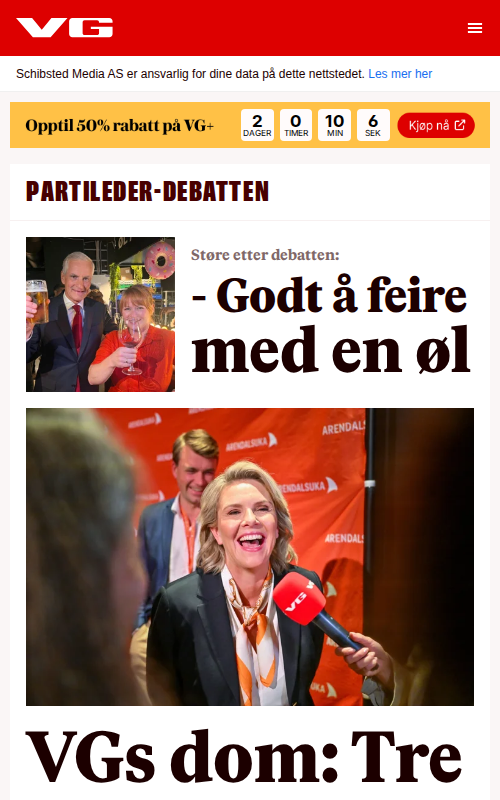 VG
Schibsted Media AS er ansvarlig for dine data på dette nettstedet. Les mer her
Opptil 50% rabatt på VG+
2 0 10 6
DAGER TIMER MIN SEK
Kjøp nå
PARTILEDER-DEBATTEN
Støre etter debatten:
- Godt å feire
med en øl
ARENDALSUKA
ARENDALSUKA
ARENDALSUKA
VG
VGs dom: Tre